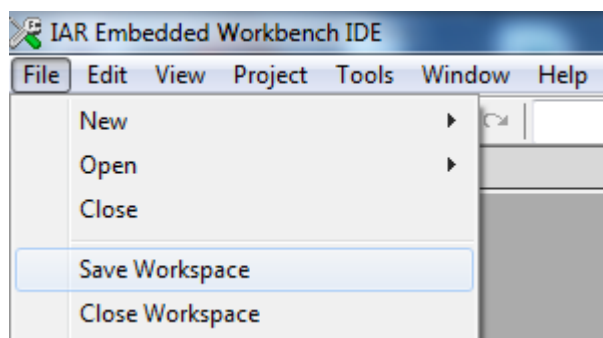 IAR Embedded Workbench IDE
File Edit View Project Tools Window Help
New
Open
Close
Save Workspace
Close Workspace